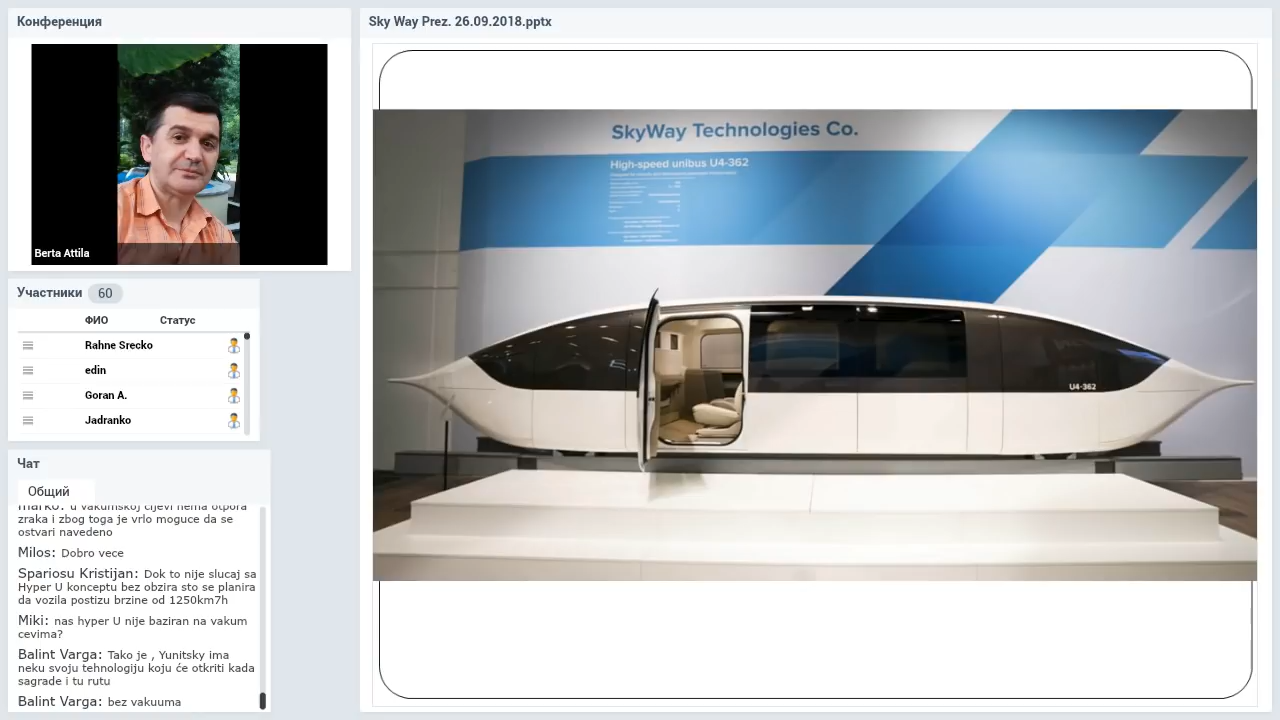 Конференция
Berta Attila
Участники 60
ФИО Статус
Rahne Srecko
edin
Goran A.
Jadranko
Чат
Общий
marko: u vakumskoj cijevi nema otpora
zraka i zbog toga je vrlo moguce da se
ostvari navedeno
Milos: Dobro vece
Spariosu Kristijan: Dok to nije slucaj sa
Hyper U konceptu bez obzira sto se planira
da vozila postizu brzine od 1250km7h
Miki: nas hyper U nije baziran na vakum
cevima?
Balint Varga: Tako je , Yunitsky ima
neku svoju tehnologiju koju će otkriti kada
sagrade i tu rutu
Balint Varga: bez vakuuma
Sky Way Prez. 26.09.2018.pptx
SkyWay Technologies Co.
High-speed unibus U4-362
U4-362